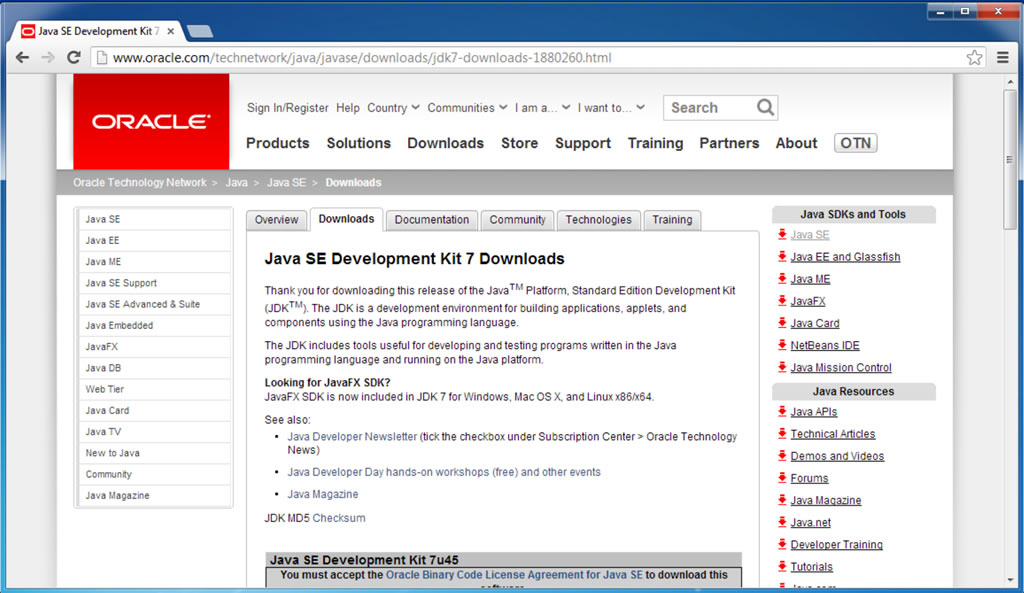 Java SE Development Kit 7
www.oracle.com/technetwork/java/javase/downloads/jdk7-downloads-1880260.html
ORACLE
Sign In/Register Help Country Communities I am a... I want to... Search
Products Solutions Downloads Store Support Training Partners About OTN
Oracle Technology Network > Java > Java SE > Downloads
Java SE
Java EE
Java ME
Java SE Support
Java SE Advanced & Suite
Java Embedded
JavaFX
Java DB
Web Tier
Java Card
Java TV
New to Java
Community
Java Magazine
Overview Downloads Documentation Community Technologies Training
Java SE Development Kit 7 Downloads
Thank you for downloading this release of the Java™ Platform, Standard Edition Development Kit
(JDK™). The JDK is a development environment for building applications, applets, and
components using the Java programming language.
The JDK includes tools useful for developing and testing programs written in the Java
programming language and running on the Java platform.
Looking for JavaFX SDK?
JavaFX SDK is now included in JDK 7 for Windows, Mac OS X, and Linux x86/x64.
See also:
• Java Developer Newsletter (tick the checkbox under Subscription Center > Oracle Technology
News)
• Java Developer Day hands-on workshops (free) and other events
• Java Magazine
JDK MD5 Checksum
Java SE Development Kit 7u45
You must accept the Oracle Binary Code License Agreement for Java SE to download this
Java SDKs and Tools
Java SE
Java EE and Glassfish
Java ME
JavaFX
Java Card
NetBeans IDE
Java Mission Control
Java Resources
Java APIs
Technical Articles
Demos and Videos
Forums
Java Magazine
Java.net
Developer Training
Tutorials